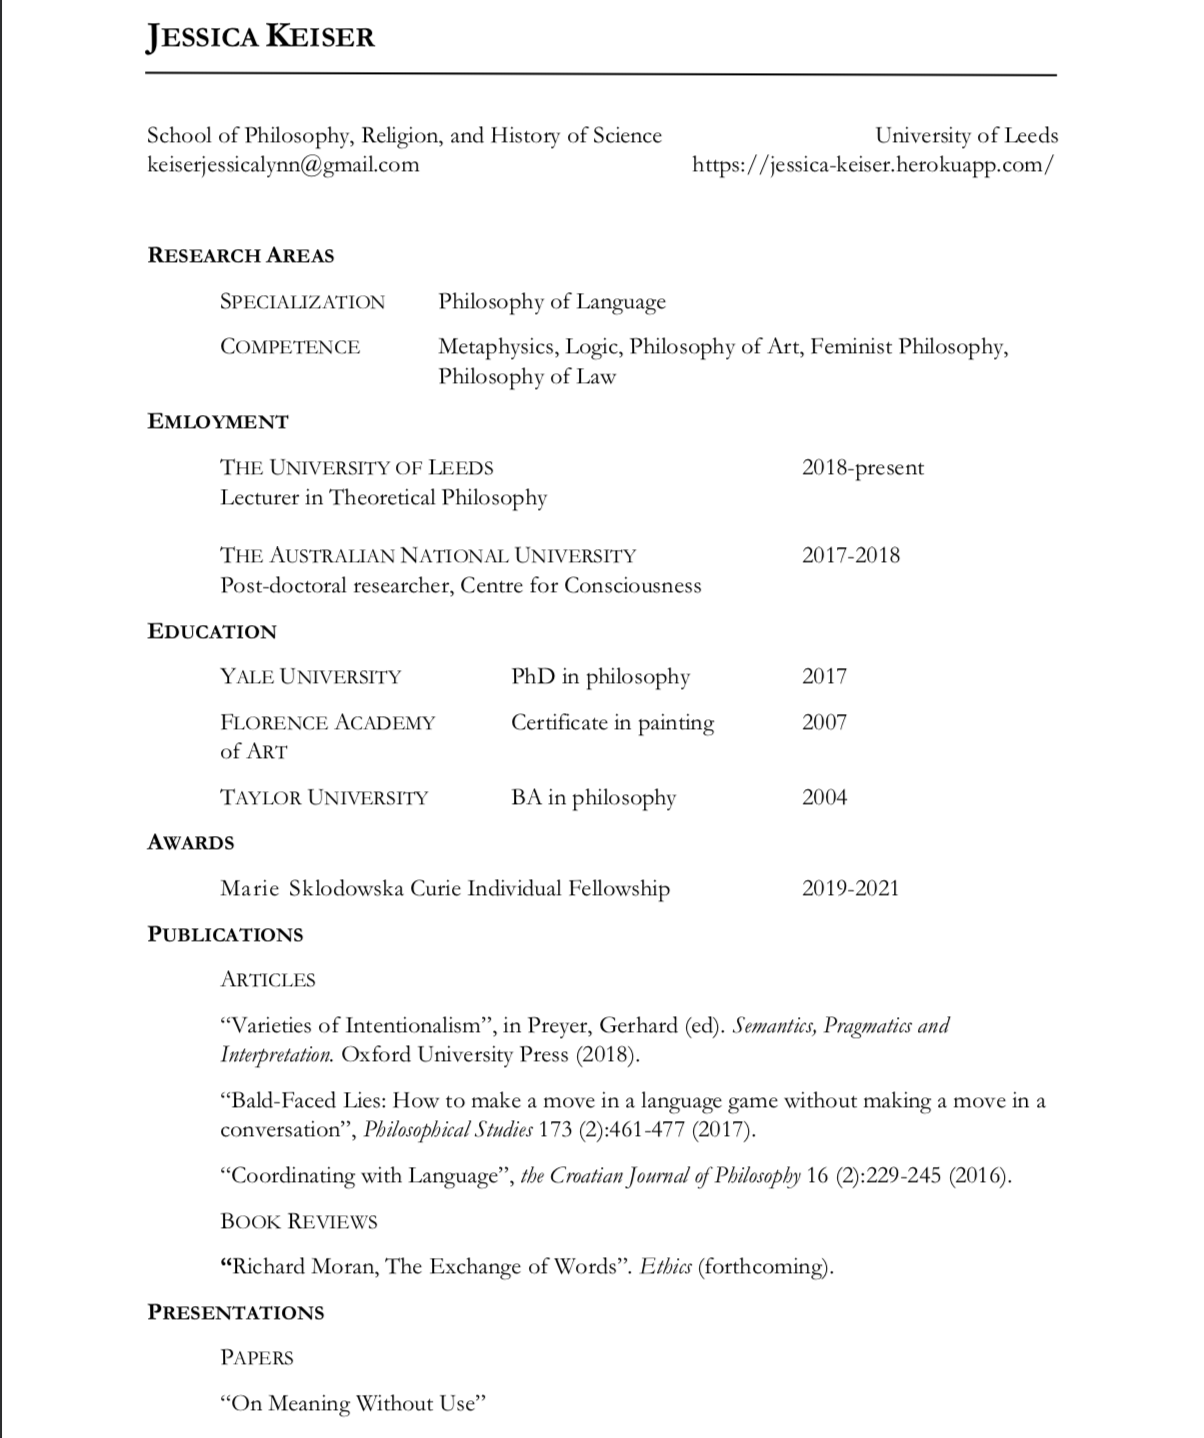 JESSICA KEISER
School of Philosophy, Religion, and History of Science University of Leeds
keiserjessicalynn@gmail.com https://jessica-keiser.herokuapp.com/
RESEARCH AREAS
SPECIALIZATION Philosophy of Language
COMPETENCE Metaphysics, Logic, Philosophy of Art, Feminist Philosophy,
Philosophy of Law
EMLOYMENT
THE UNIVERSITY OF LEEDS 2018-present
Lecturer in Theoretical Philosophy
THE AUSTRALIAN NATIONAL UNIVERSITY 2017-2018
Post-doctoral researcher, Centre for Consciousness
EDUCATION
YALE UNIVERSITY PhD in philosophy 2017
FLORENCE ACADEMY Certificate in painting 2007
of ART
TAYLOR UNIVERSITY BA in philosophy 2004
AWARDS
Marie Sklodowska Curie Individual Fellowship 2019-2021
PUBLICATIONS
ARTICLES
“Varieties of Intentionalism”, in Preyer, Gerhard (ed). Semantics, Pragmatics and
Interpretation. Oxford University Press (2018).
“Bald-Faced Lies: How to make a move in a language game without making a move in a
conversation”, Philosophical Studies 173 (2):461-477 (2017).
“Coordinating with Language”, the Croatian Journal of Philosophy 16 (2):229-245 (2016).
BOOK REVIEWS
“Richard Moran, The Exchange of Words”. Ethics (forthcoming).
PRESENTATIONS
PAPERS
“On Meaning Without Use”